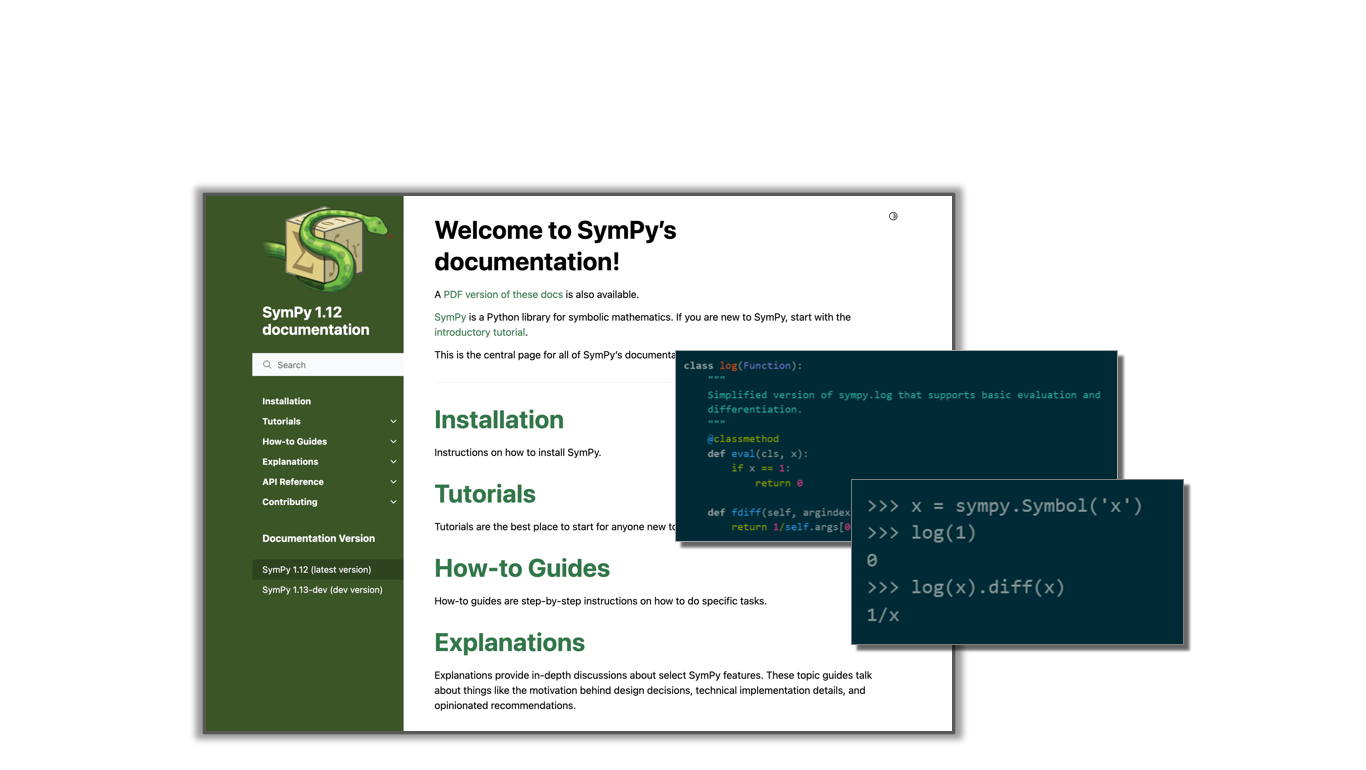 SymPy 1.12
documentation
Search
Installation
Tutorials
How-to Guides
Explanations
API Reference
Contributing
Documentation Version
SymPy 1.12 (latest version)
SymPy 1.13-dev (dev version)
Welcome to SymPy’s
documentation!
A PDF version of these docs is also available.
SymPy is a Python library for symbolic mathematics. If you are new to SymPy, start with the
introductory tutorial.
This is the central page for all of SymPy’s
Installation
Instructions on how to install SymPy.
Tutorials
Tutorials are the best place to start for anyone new to
How-to Guides
How-to guides are step-by-step instructions on how to do specific tasks.
Explanations
Explanations provide in-depth discussions about select SymPy features. These topic guides talk
about things like the motivation behind design decisions, technical implementation details, and
opinionated recommendations.
class log(Function):
"""
Simplified version of sympy.log that supports basic evaluation and
differentiation.
"""
@classmethod
def eval(cls, x):
if x == 1:
return 0
def fdiff(self, argindex
return 1/self.args[0
>>> x = sympy.Symbol('x')
>>> log(1)
0
>>> log(x).diff(x)
1/x